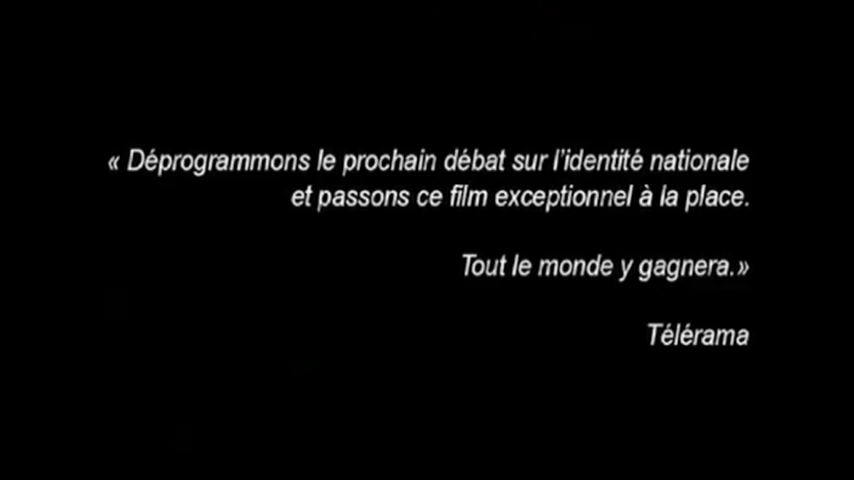 « Déprogrammons le prochain débat sur l'identité nationale
et passons ce film exceptionnel à la place.
Tout le monde y gagnera.»
Télérama